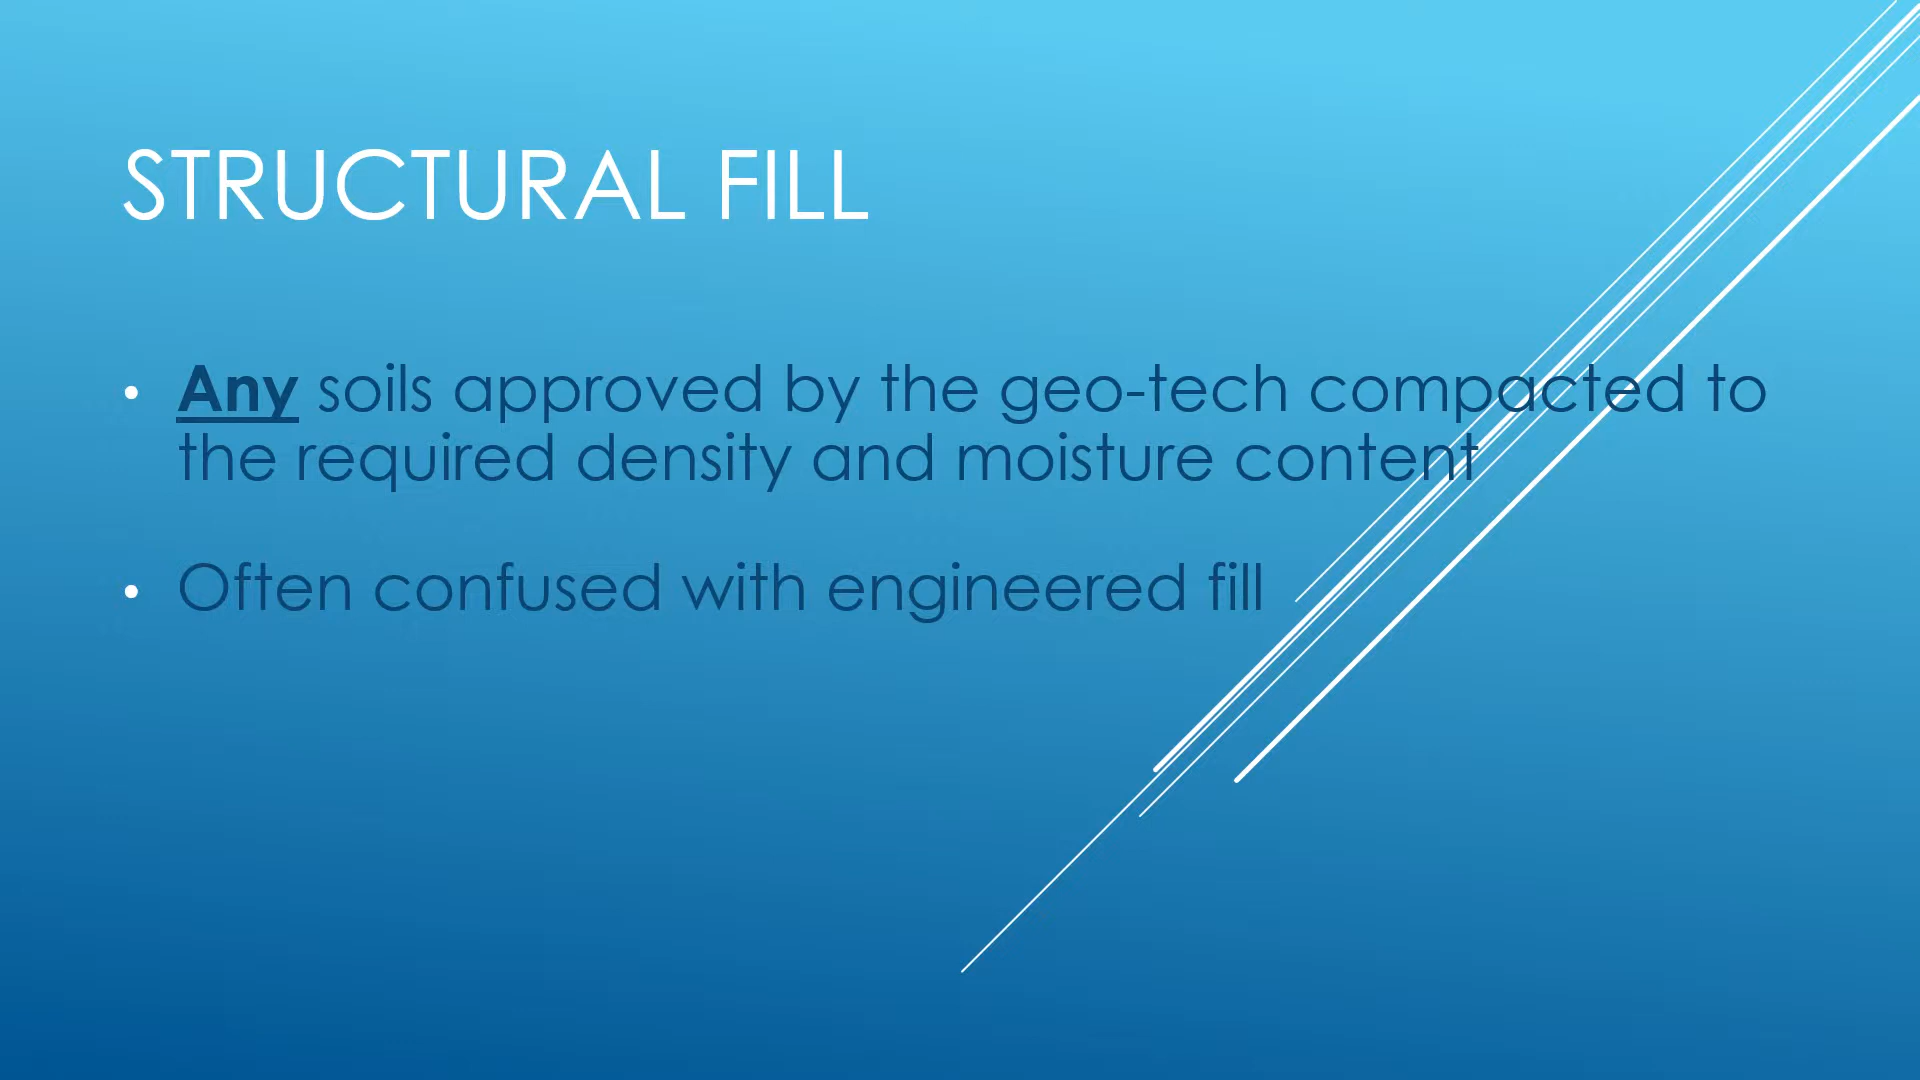 STRUCTURAL FILL
• Any soils approved by the geo-tech compacted to
the required density and moisture content
• Often confused with engineered fill